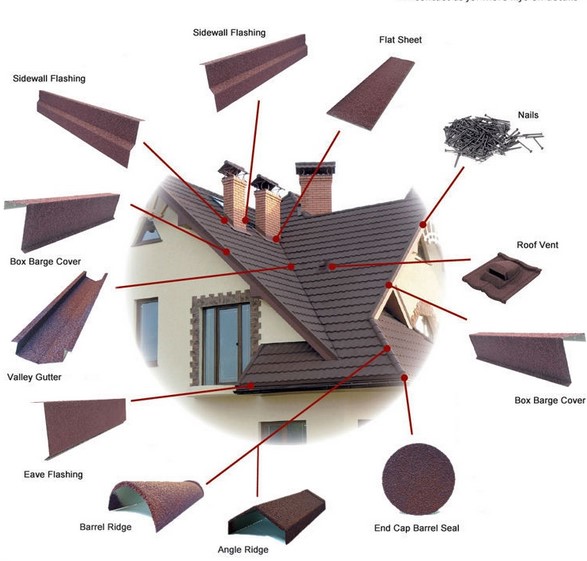 Sidewall Flashing
Flat Sheet
Sidewall Flashing
Nails
Roof Vent
Box Barge Cover
Valley Gutter
Box Barge Cover
Eave Flashing
Barrel Ridge
End Cap Barrel Seal
Angle Ridge